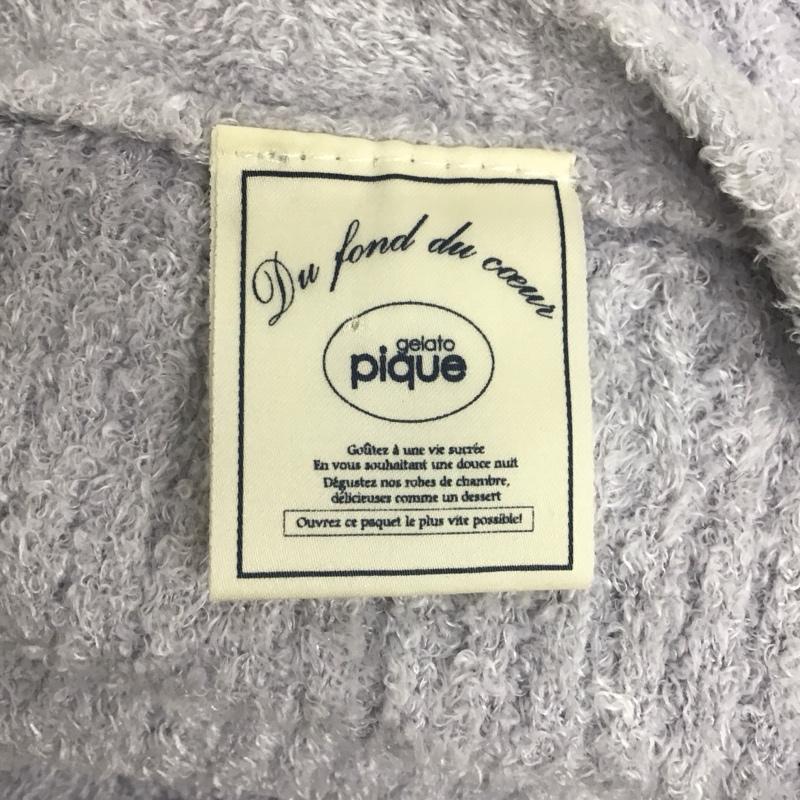 Du fond du cœur
gelato
pique
Goûtez à une vie sucrée
En vous souhaitant une douce nuit
Dégustez nos robes de chambre,
délicieuses comme un dessert
Ouvrez ce paquet le plus vite possible!